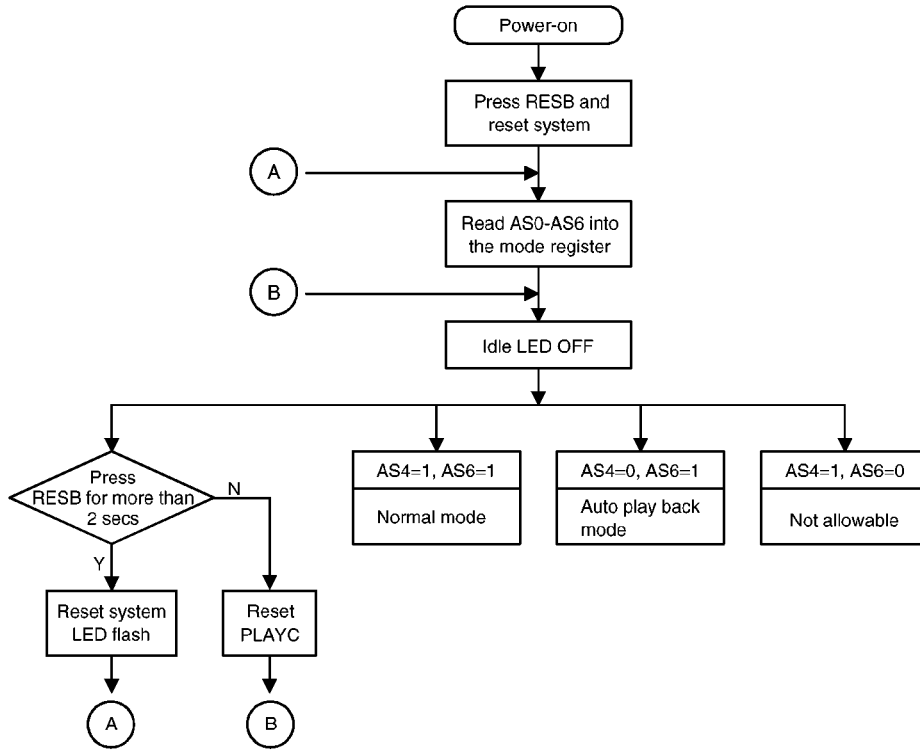 Power-on
Press RESB and
reset system
A
Read AS0-AS6 into
the mode register
B
Idle LED OFF
Press
RESB for more than
2 secs
N
Y
AS4=1, AS6=1
Normal mode
AS4=0, AS6=1
Auto play back
mode
AS4=1, AS6=0
Not allowable
Reset system
LED flash
Reset
PLAYC
A
B